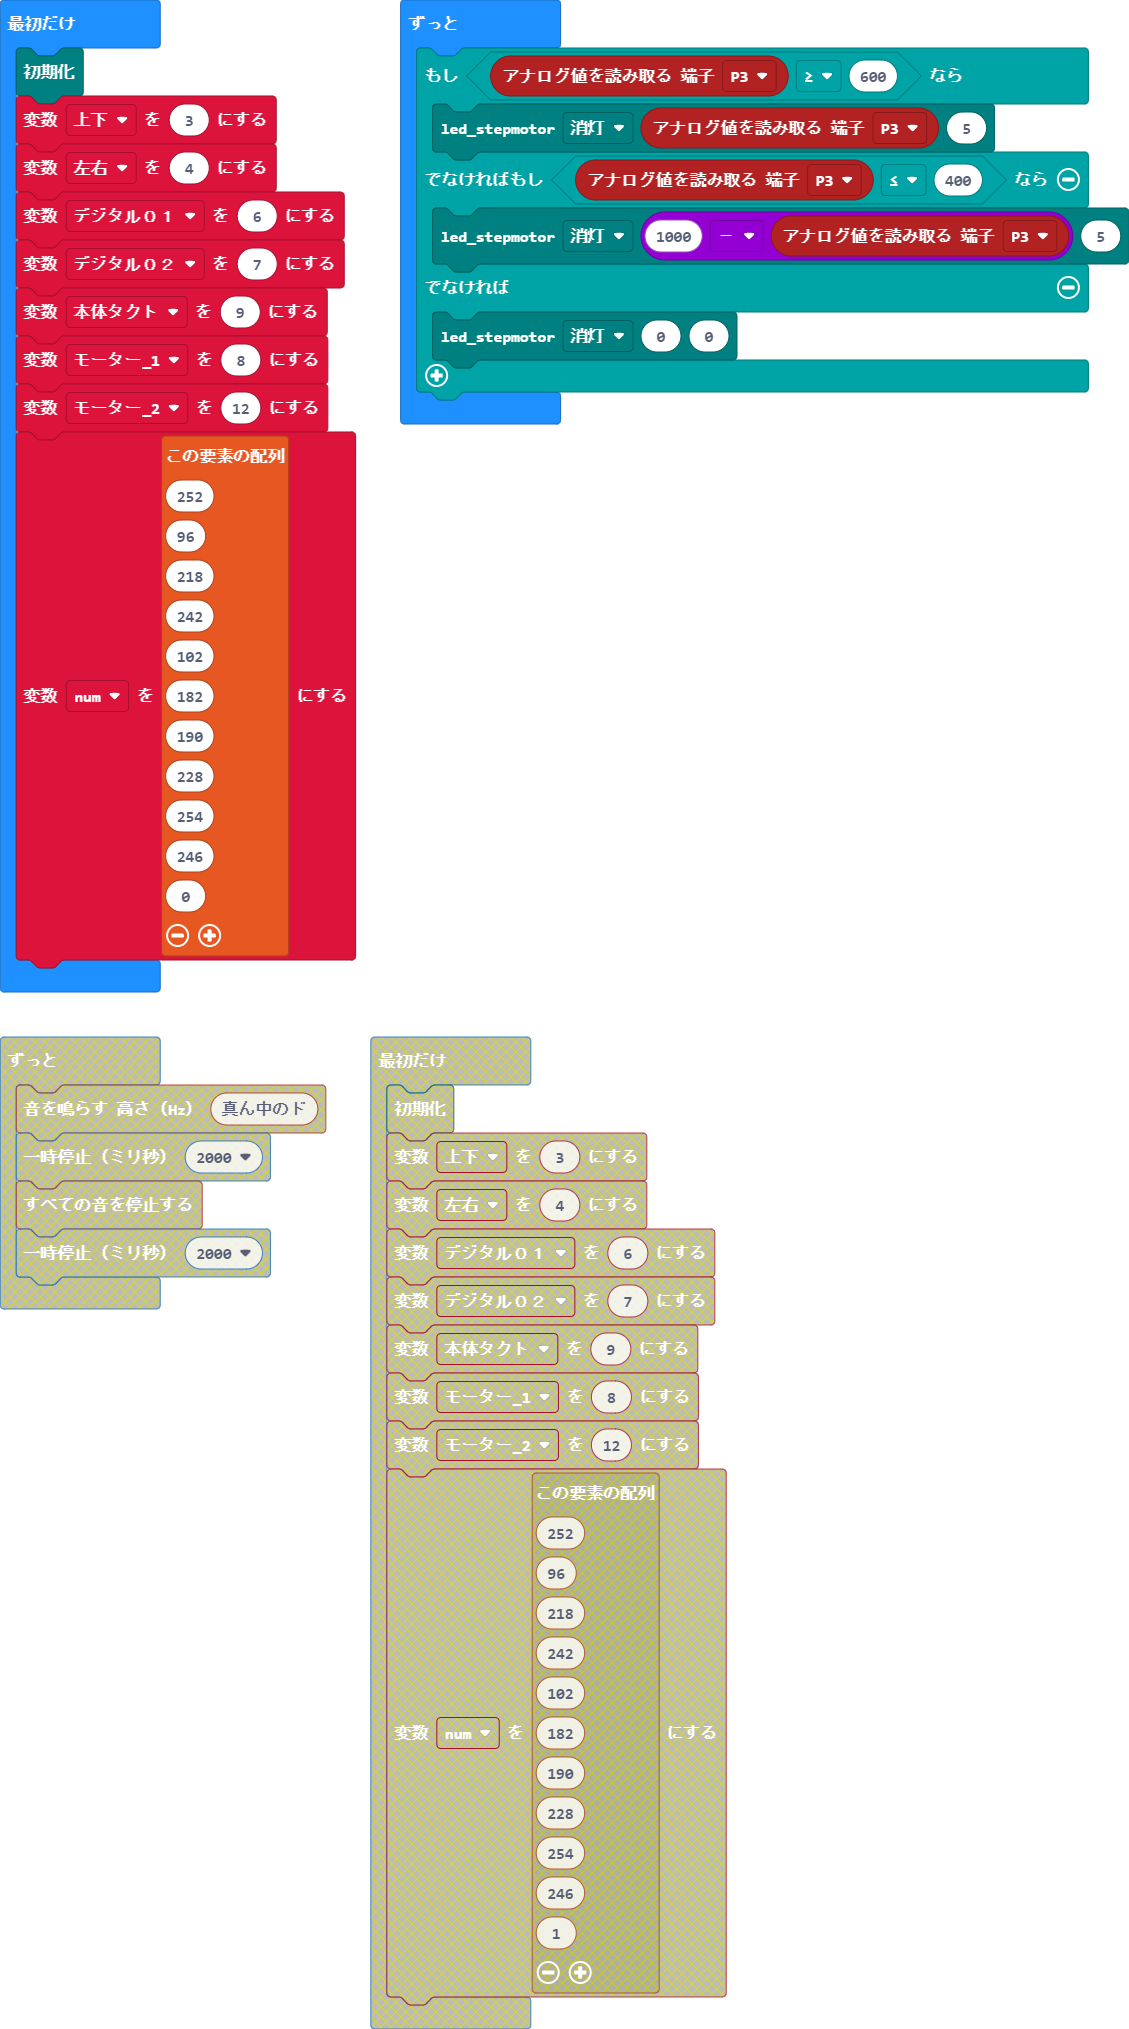 最初だけ
初期化
変数 上下 を 3 にする
変数 左右 を 4 にする
変数 デジタル０１ を 6 にする
変数 デジタル０２ を 7 にする
変数 本体タクト を 9 にする
変数 モーター_1 を 8 にする
変数 モーター_2 を 12 にする
変数 num を この要素の配列 にする
252
96
218
242
102
182
190
228
254
246
0
ずっと
もし アナログ値を読み取る 端子 P3 ≥ 600 なら
led_stepmotor 消灯 アナログ値を読み取る 端子 P3 5
でなければもし アナログ値を読み取る 端子 P3 ≤ 400 なら
led_stepmotor 消灯 1000 － アナログ値を読み取る 端子 P3 5
でなければ
led_stepmotor 消灯 0 0
ずっと
音を鳴らす 高さ（Hz） 真ん中のド
一時停止（ミリ秒） 2000
すべての音を停止する
一時停止（ミリ秒） 2000
最初だけ
初期化
変数 上下 を 3 にする
変数 左右 を 4 にする
変数 デジタル０１ を 6 にする
変数 デジタル０２ を 7 にする
変数 本体タクト を 9 にする
変数 モーター_1 を 8 にする
変数 モーター_2 を 12 にする
変数 num を この要素の配列 にする
252
96
218
242
102
182
190
228
254
246
1